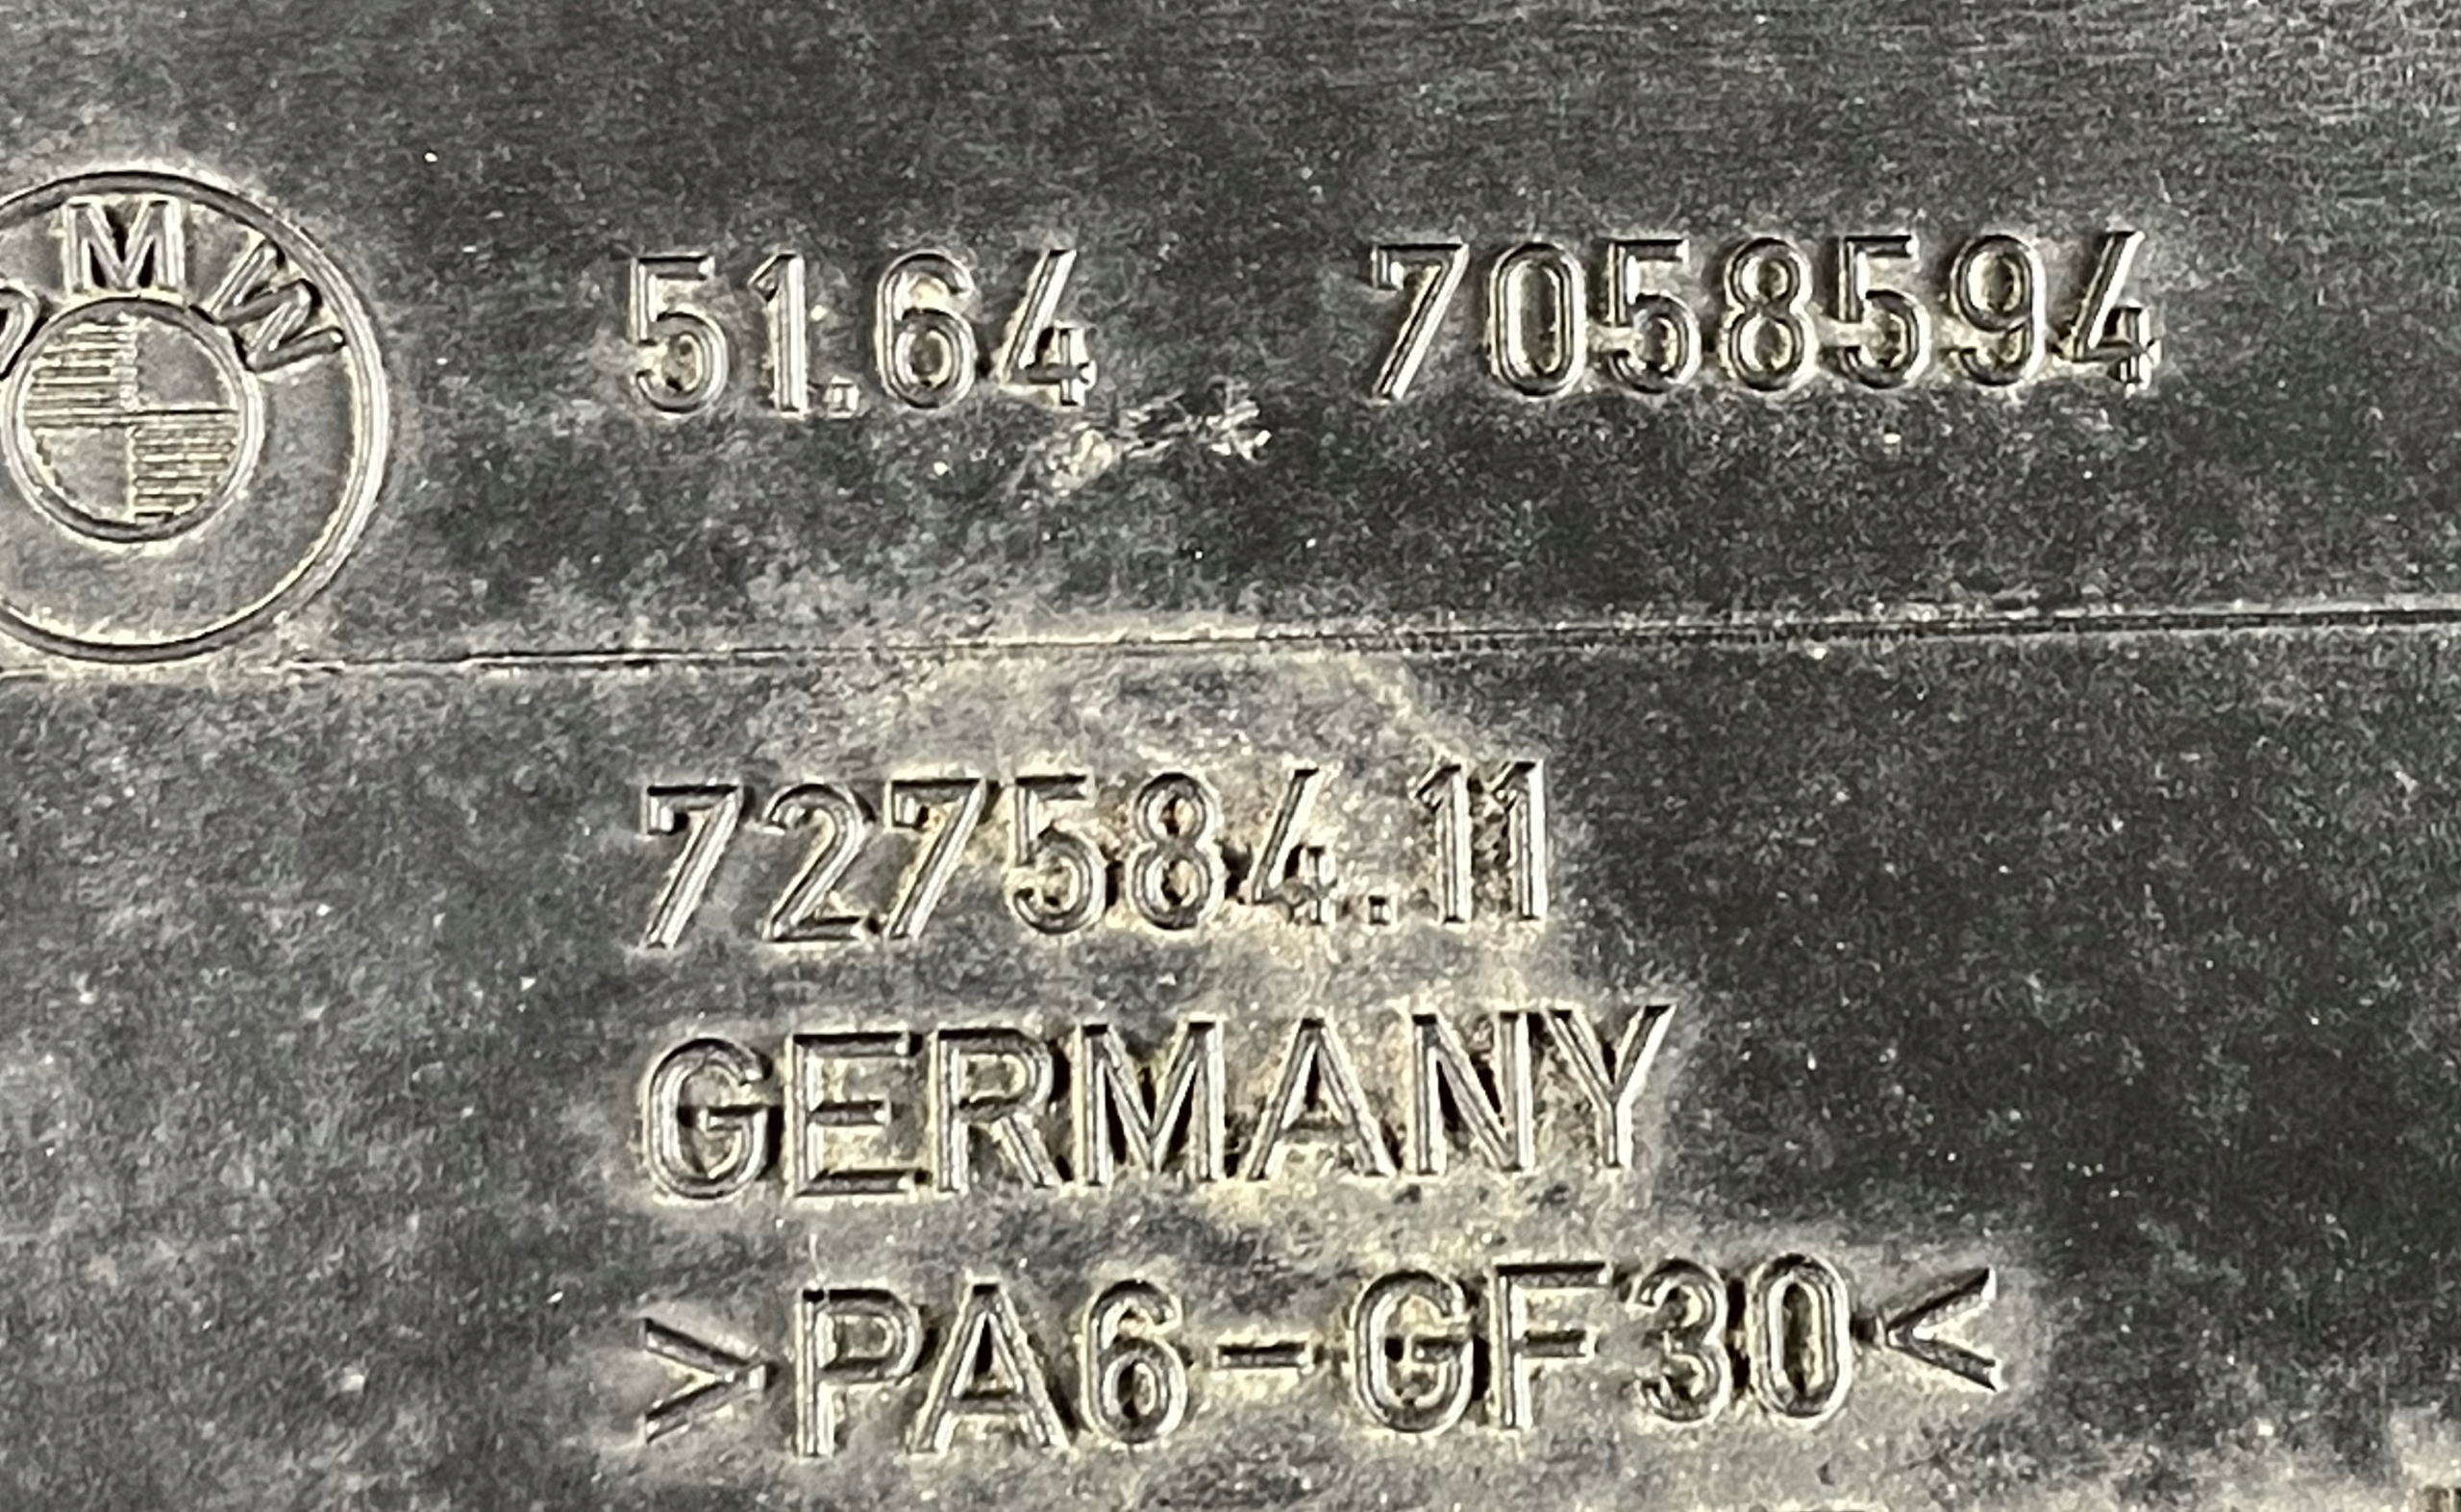 BMW
51.64 7058594
727584.11
GERMANY
>PA6-GF30<